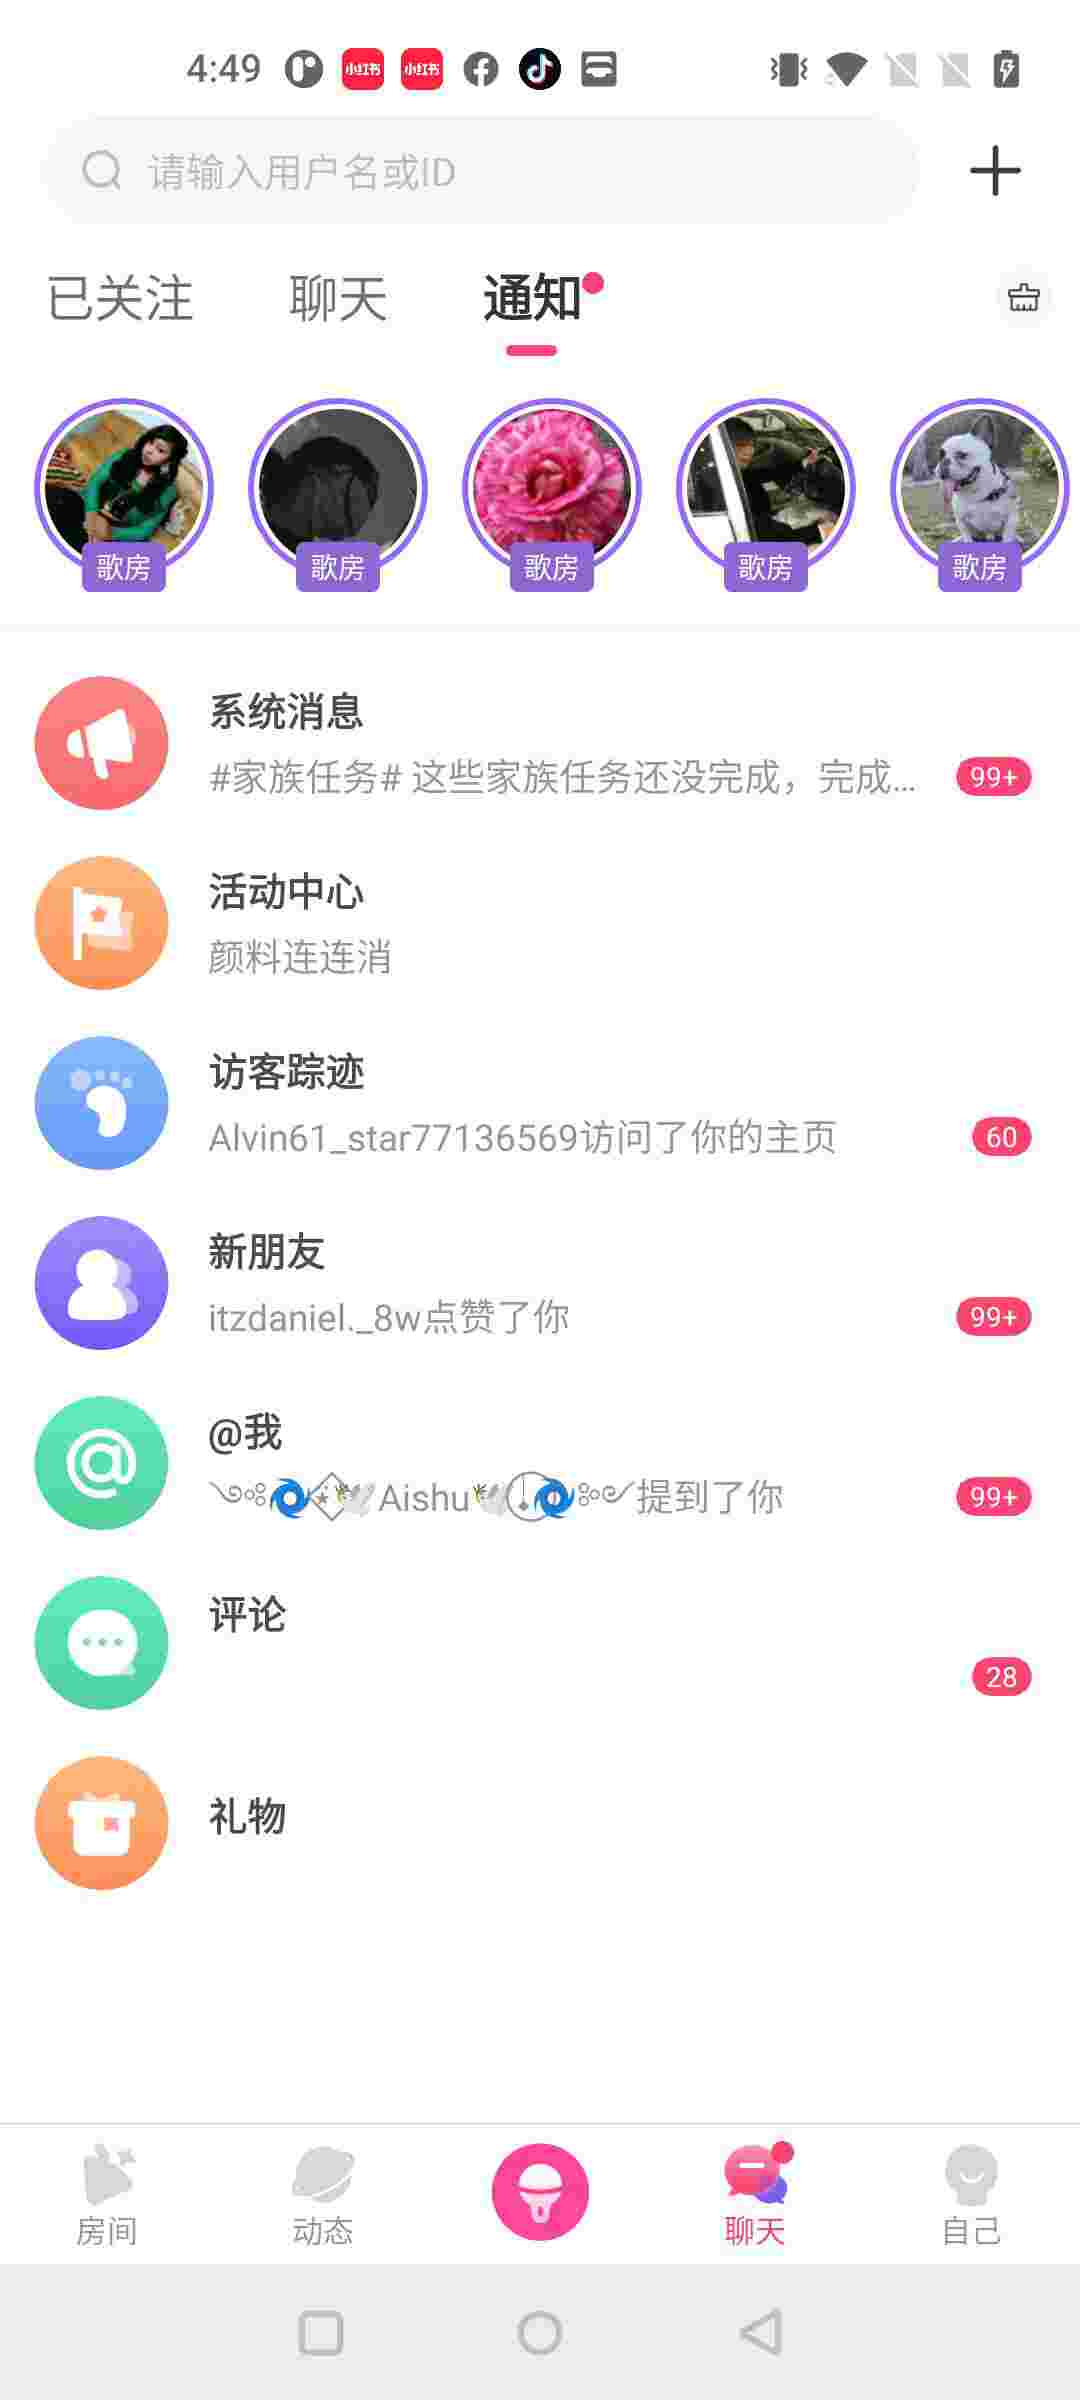 4:49
小红书
小红书
请输入用户名或ID
已关注
聊天
通知
歌房
歌房
歌房
歌房
歌房
系统消息
#家族任务# 这些家族任务还没完成，完成...
99+
活动中心
颜料连连消
访客踪迹
Alvin61_star77136569访问了你的主页
60
新朋友
itzdaniel._8w点赞了你
99+
@我
Aishu提到了你
99+
评论
28
礼物
房间
动态
聊天
自己